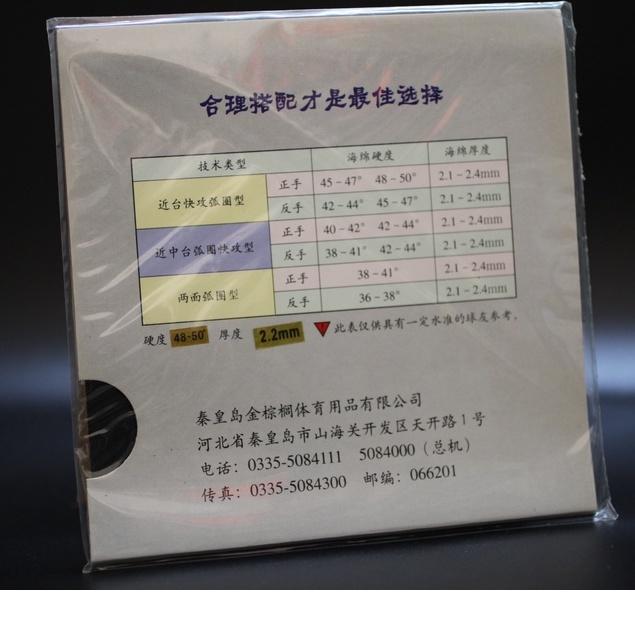 合理搭配才是最佳选择
技术类型 海绵硬度 海绵厚度
近台快攻弧圈型 正手 45－47° 48－50° 2.1－2.4mm
反手 42－44° 45－47° 2.1－2.4mm
近中台弧圈快攻型 正手 40－42° 42－44° 2.1－2.4mm
反手 38－41° 42－44° 2.1－2.4mm
两面弧圈型 正手 38－41° 2.1－2.4mm
反手 36－38° 2.1－2.4mm
硬度 48-50° 厚度 2.2mm 此表仅供具有一定水准的球友参考。
秦皇岛金棕榈体育用品有限公司
河北省秦皇岛市山海关开发区天开路1号
电话：0335-5084111 5084000（总机）
传真：0335-5084300 邮编：066201